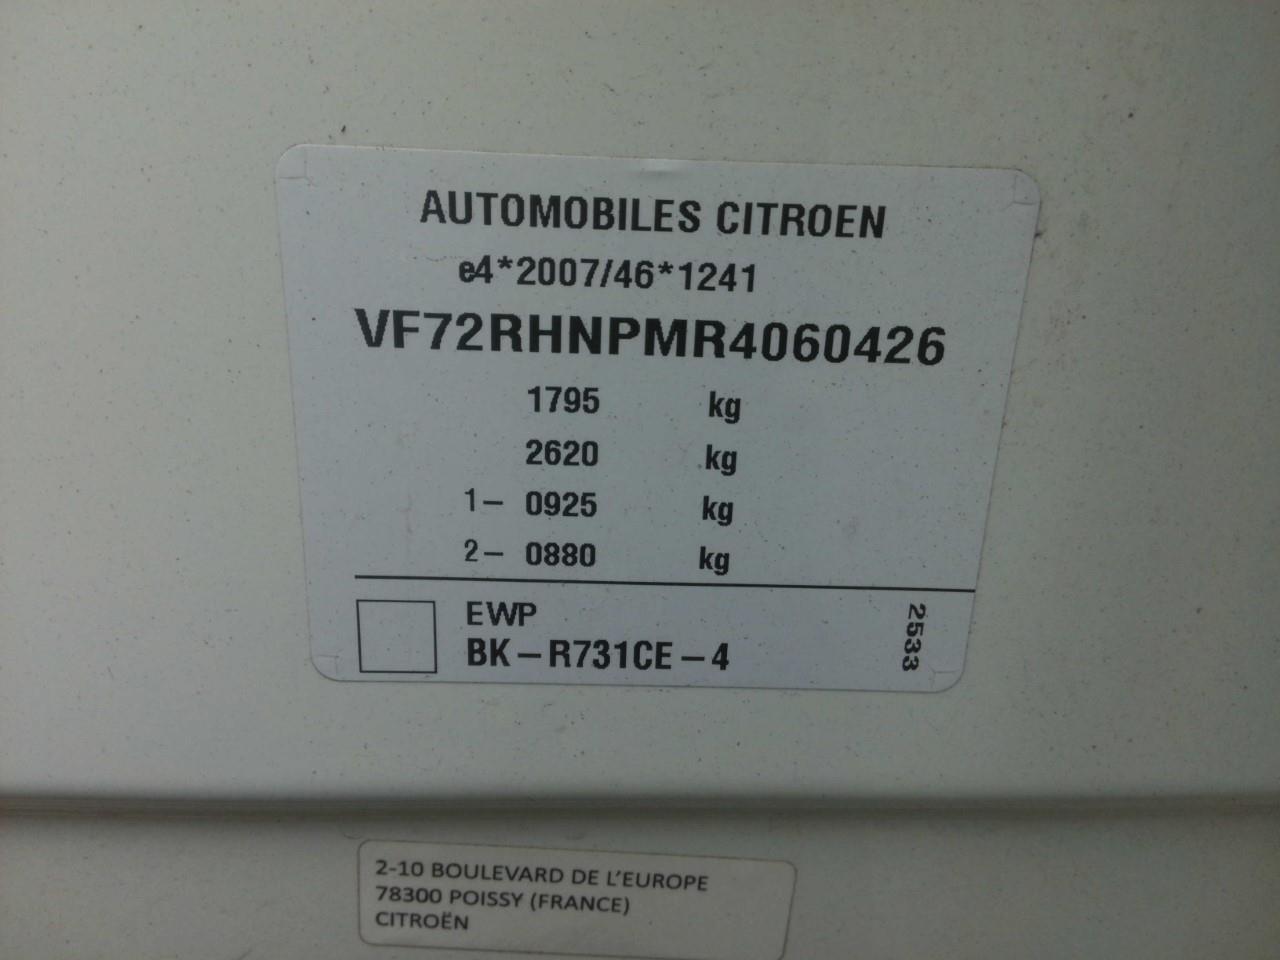 AUTOMOBILES CITROEN
e4*2007/46*1241
VF72RHNPMR4060426
1795 kg
2620 kg
1– 0925 kg
2– 0880 kg
EWP
BK–R731CE–4
2533
2-10 BOULEVARD DE L'EUROPE
78300 POISSY (FRANCE)
CITROËN